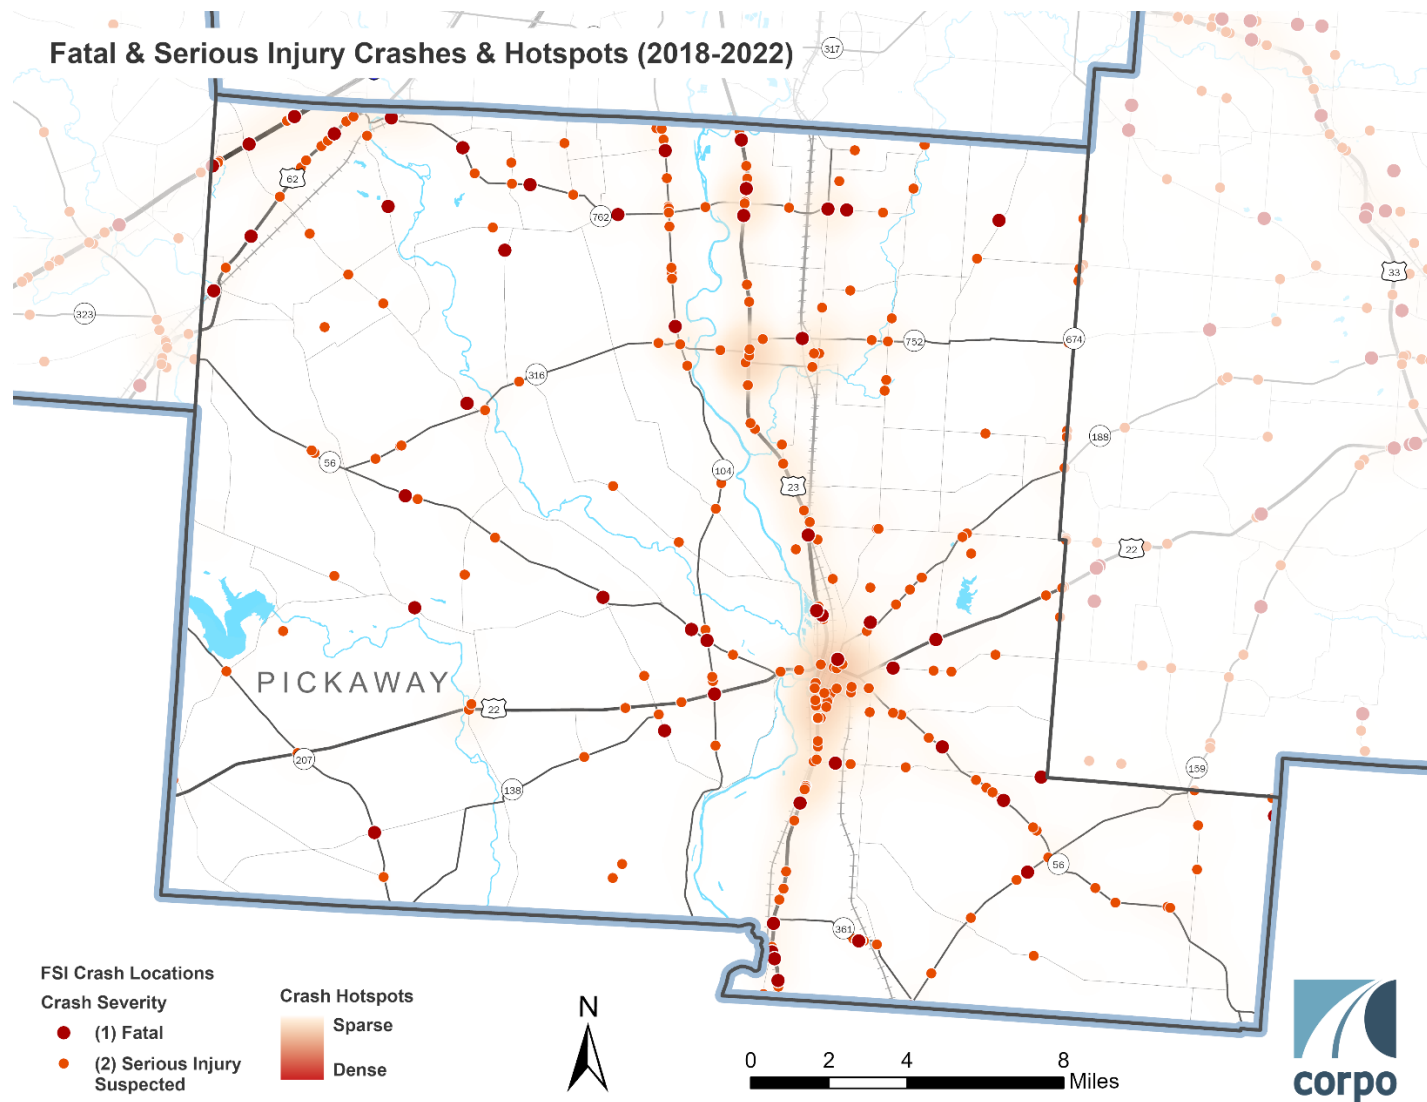 Fatal & Serious Injury Crashes & Hotspots (2018-2022)
317
62
762
33
323
752
674
316
188
56
104
23
22
PICKAWAY
22
207
159
138
56
361
FSI Crash Locations
Crash Severity
(1) Fatal
(2) Serious Injury
Suspected
Crash Hotspots
Sparse
Dense
N
0 2 4 8
Miles
corpo